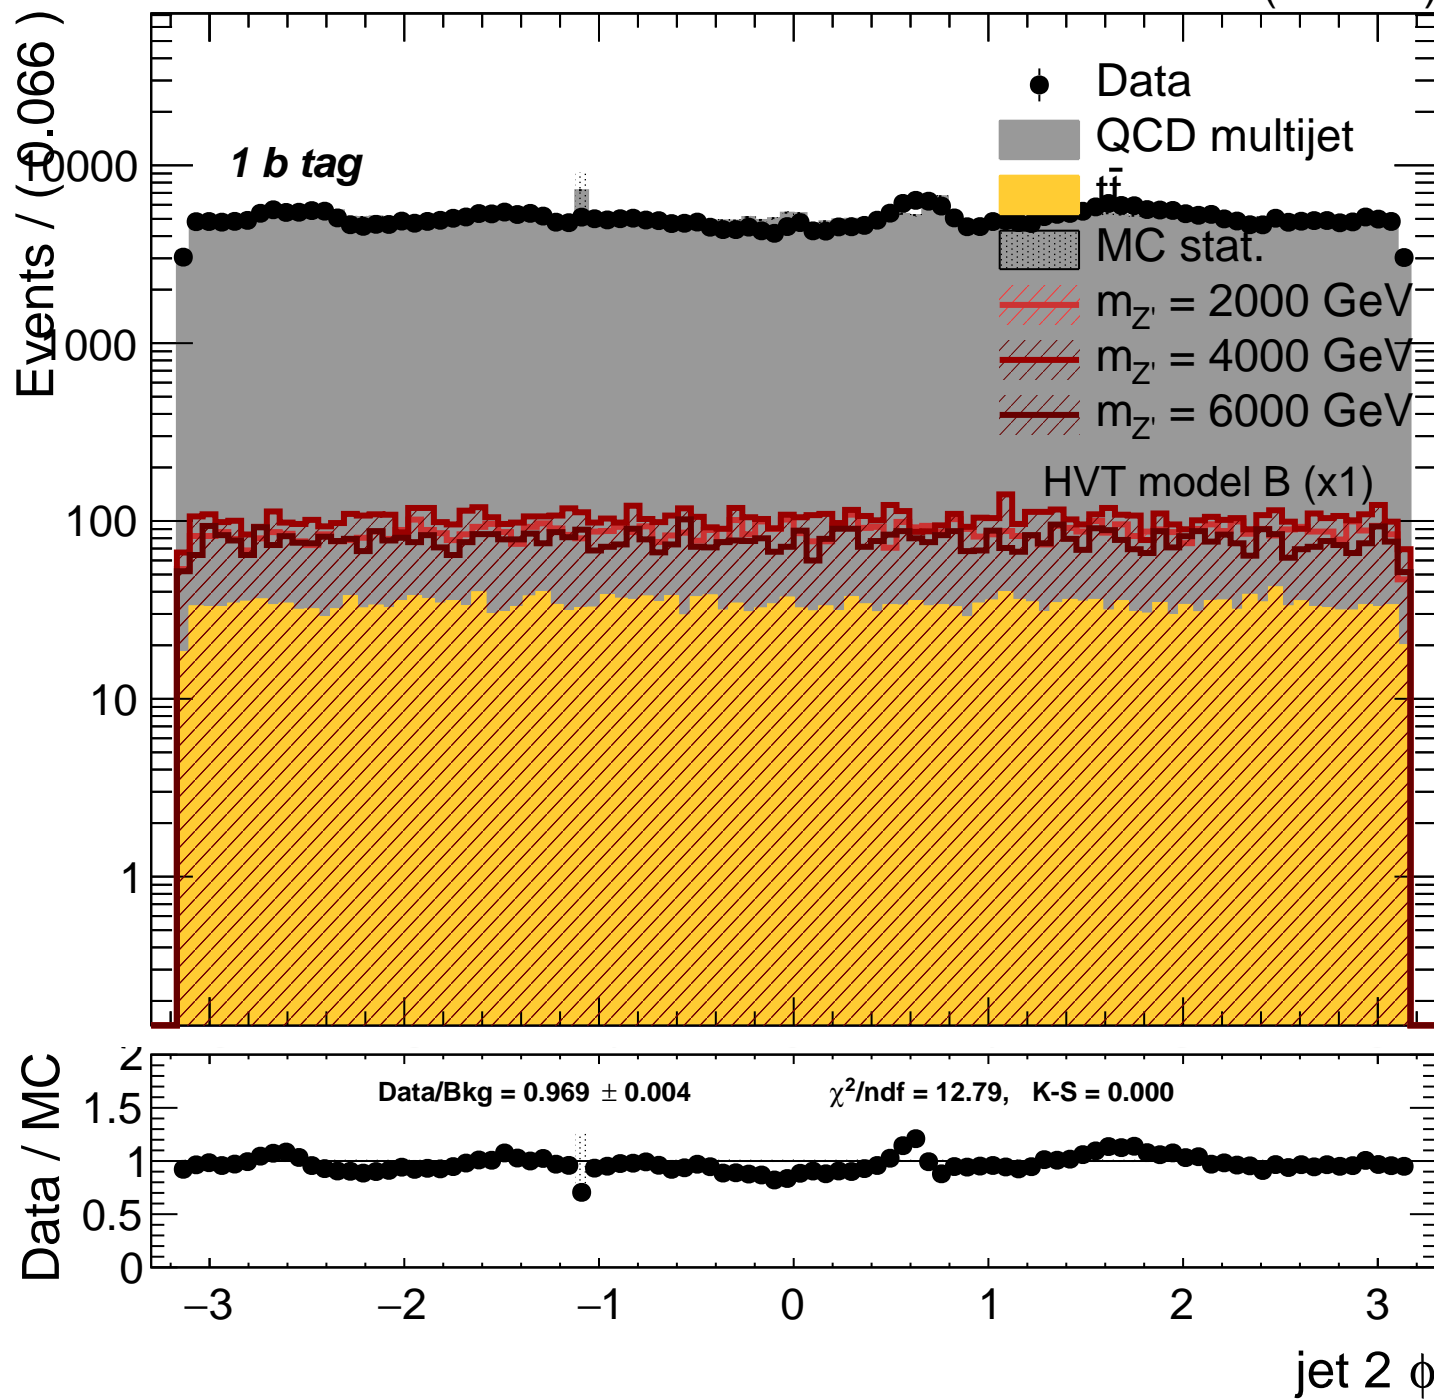 Events / ( 0.066 )
10000
1000
100
10
1
1 b tag
Data
QCD multijet
tt̄
MC stat.
m_Z' = 2000 GeV
m_Z' = 4000 GeV
m_Z' = 6000 GeV
HVT model B (x1)
Data / MC
2
1.5
1
0.5
0
Data/Bkg = 0.969 ± 0.004 χ²/ndf = 12.79, K-S = 0.000
−3 −2 −1 0 1 2 3
jet 2 ϕ